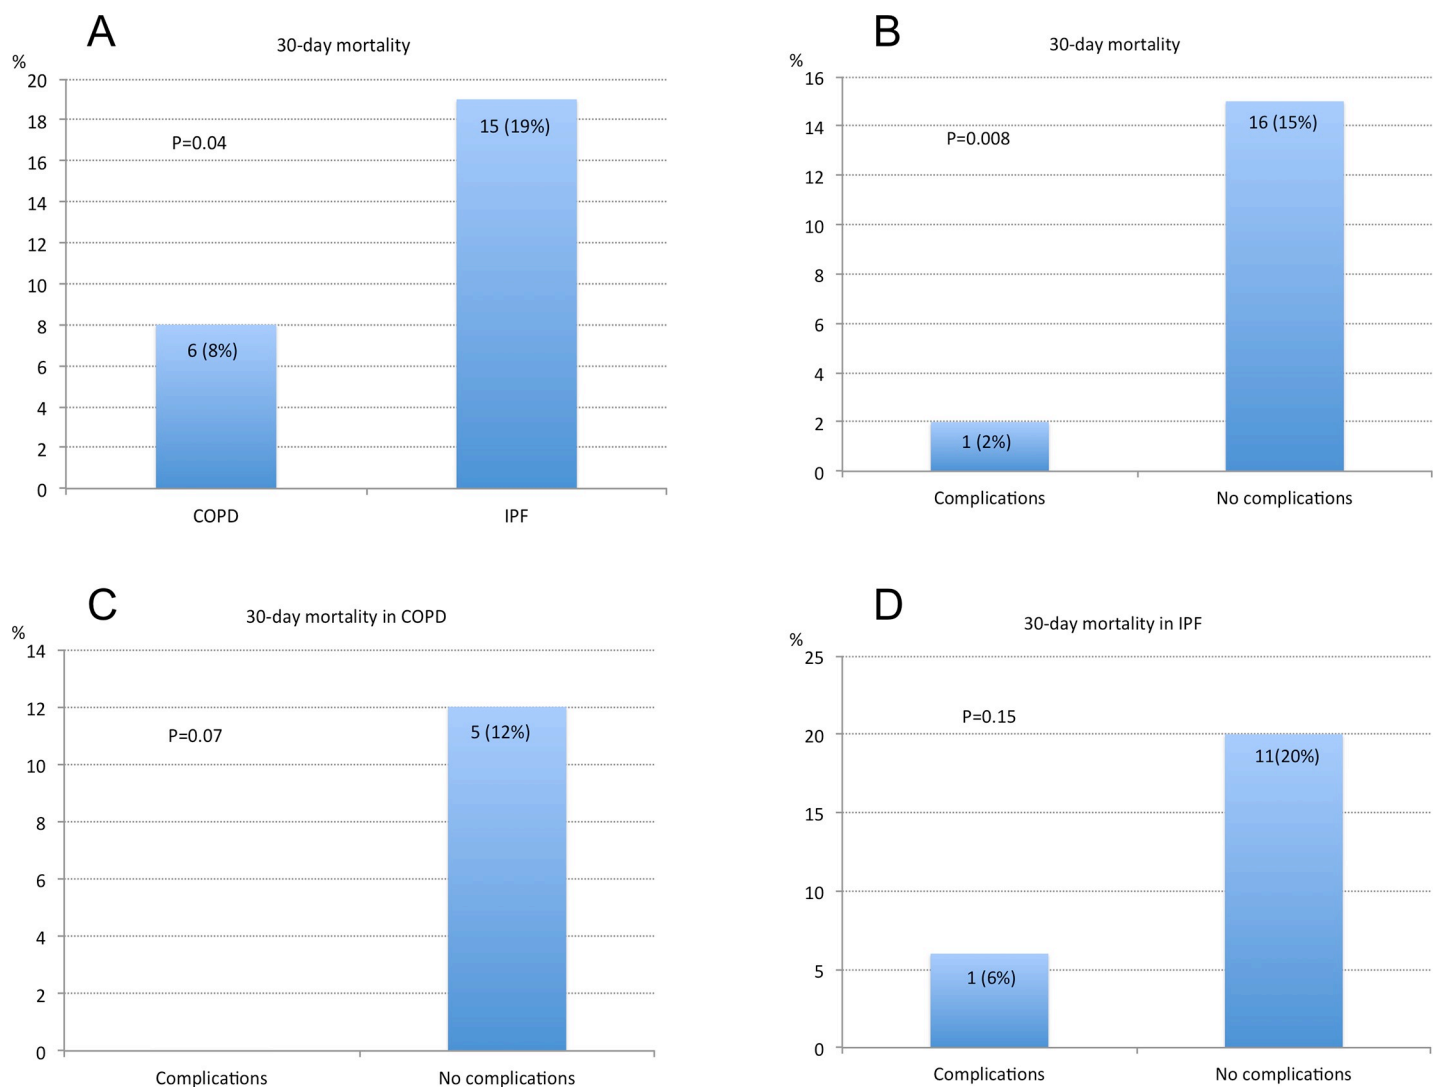 A
30-day mortality
%
20
18
16
14
12
10
8
6
4
2
0
P=0.04
6 (8%)
15 (19%)
COPD
IPF
B
30-day mortality
%
16
14
12
10
8
6
4
2
0
P=0.008
1 (2%)
16 (15%)
Complications
No complications
C
30-day mortality in COPD
%
14
12
10
8
6
4
2
0
P=0.07
5 (12%)
Complications
No complications
D
30-day mortality in IPF
%
25
20
15
10
5
0
P=0.15
1 (6%)
11(20%)
Complications
No complications